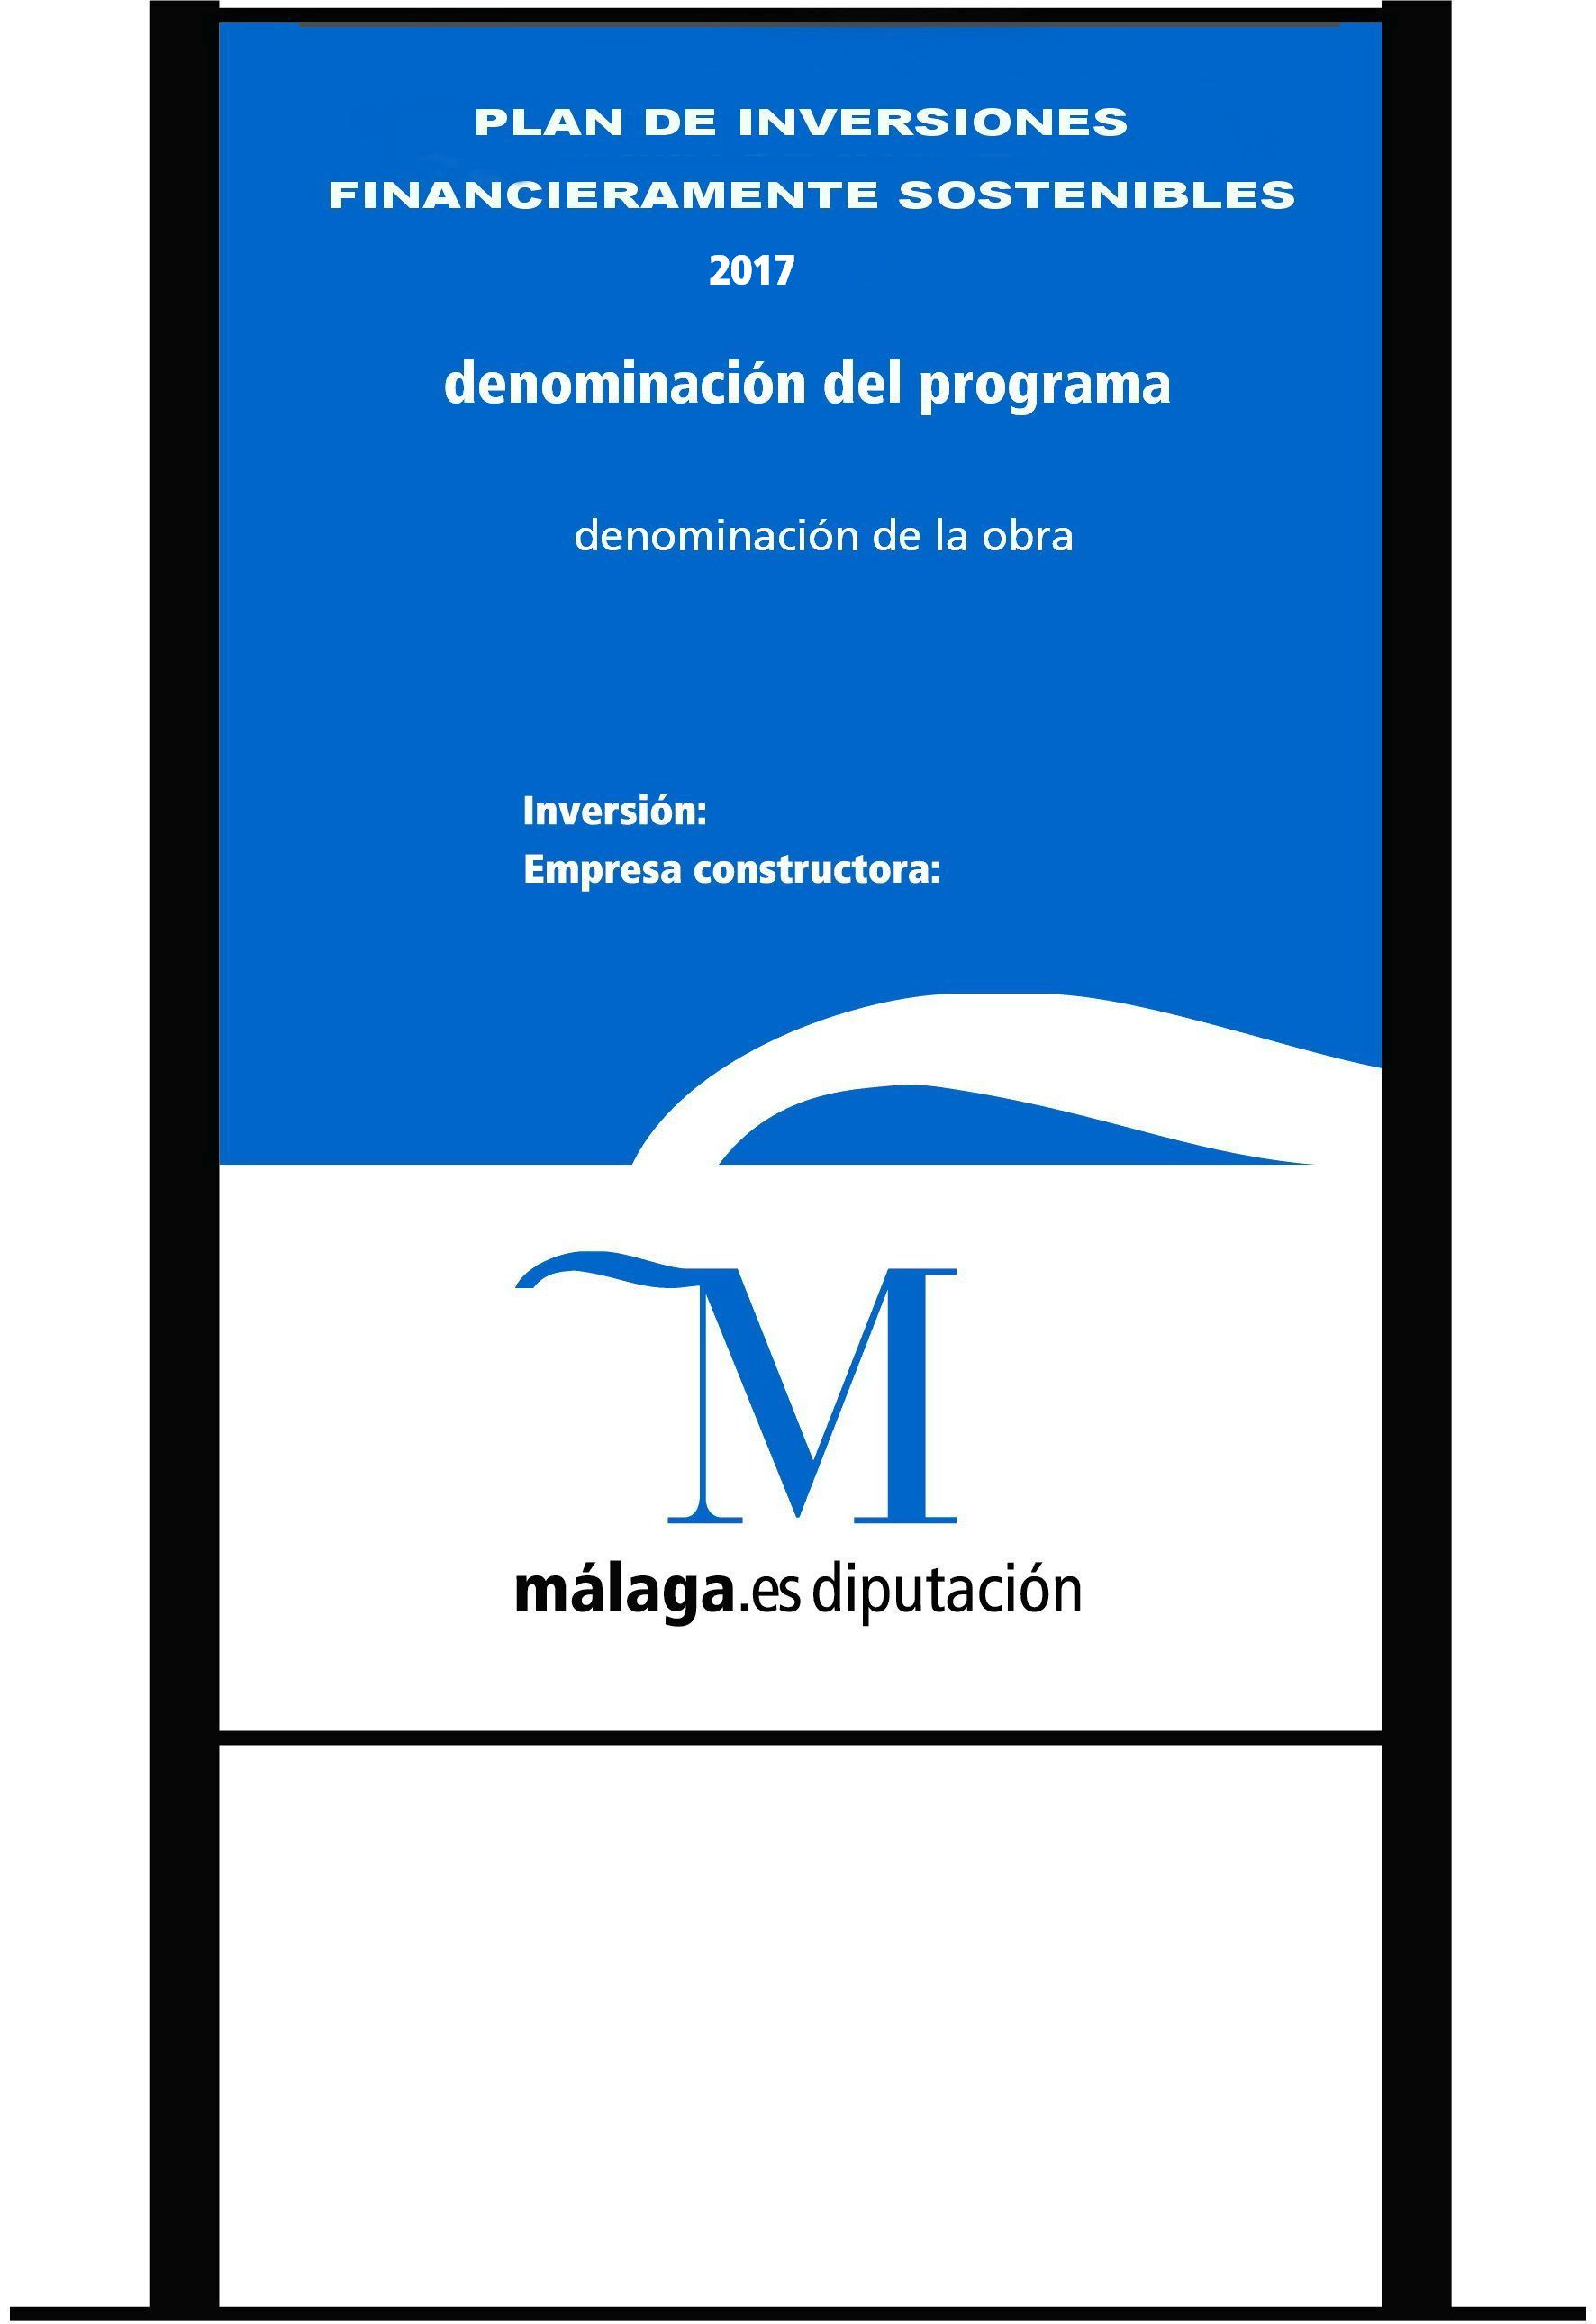 PLAN DE INVERSIONES
FINANCIERAMENTE SOSTENIBLES
2017
denominación del programa
denominación de la obra
Inversión:
Empresa constructora:
M
málaga.es diputación